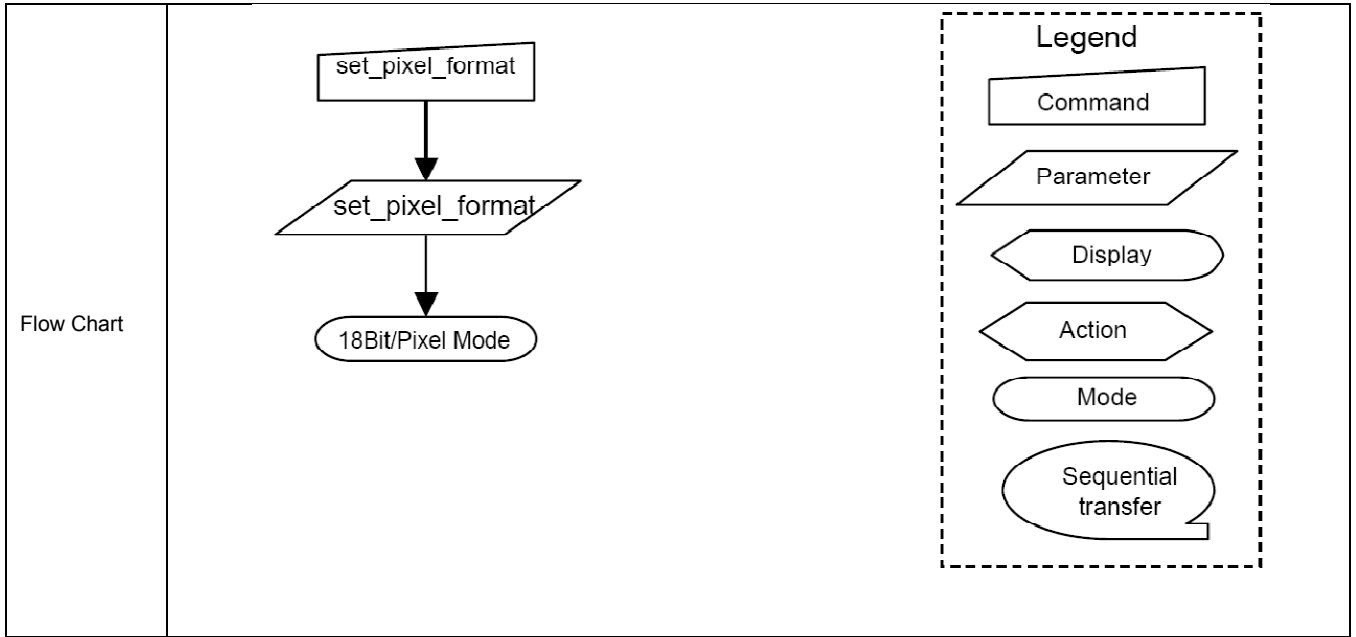 Flow Chart
set_pixel_format
set_pixel_format
18Bit/Pixel Mode
Legend
Command
Parameter
Display
Action
Mode
Sequential
transfer